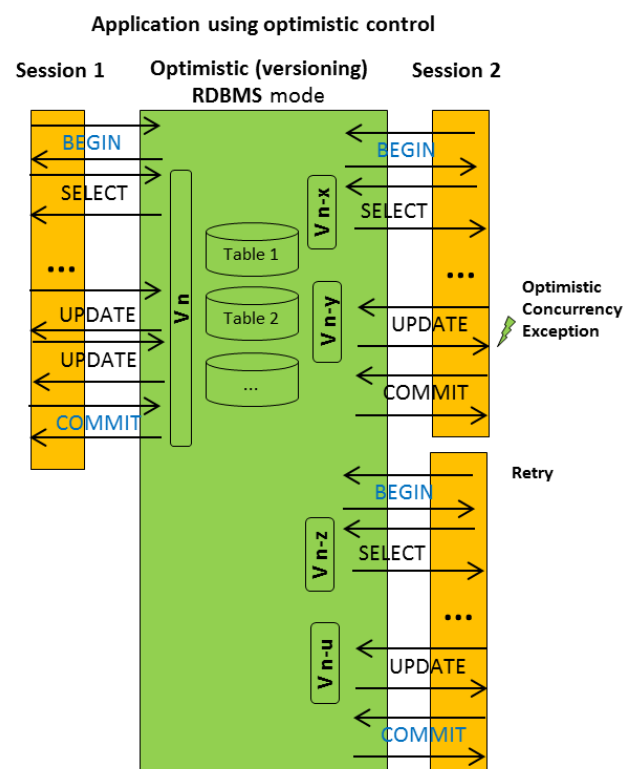 Application using optimistic control
Session 1
Optimistic (versioning)
RDBMS mode
Session 2
BEGIN
SELECT
...
UPDATE
UPDATE
COMMIT
V n
Table 1
Table 2
...
V n-x
V n-y
BEGIN
SELECT
...
UPDATE
COMMIT
Optimistic
Concurrency
Exception
Retry
BEGIN
V n-z
SELECT
...
V n-u
UPDATE
COMMIT